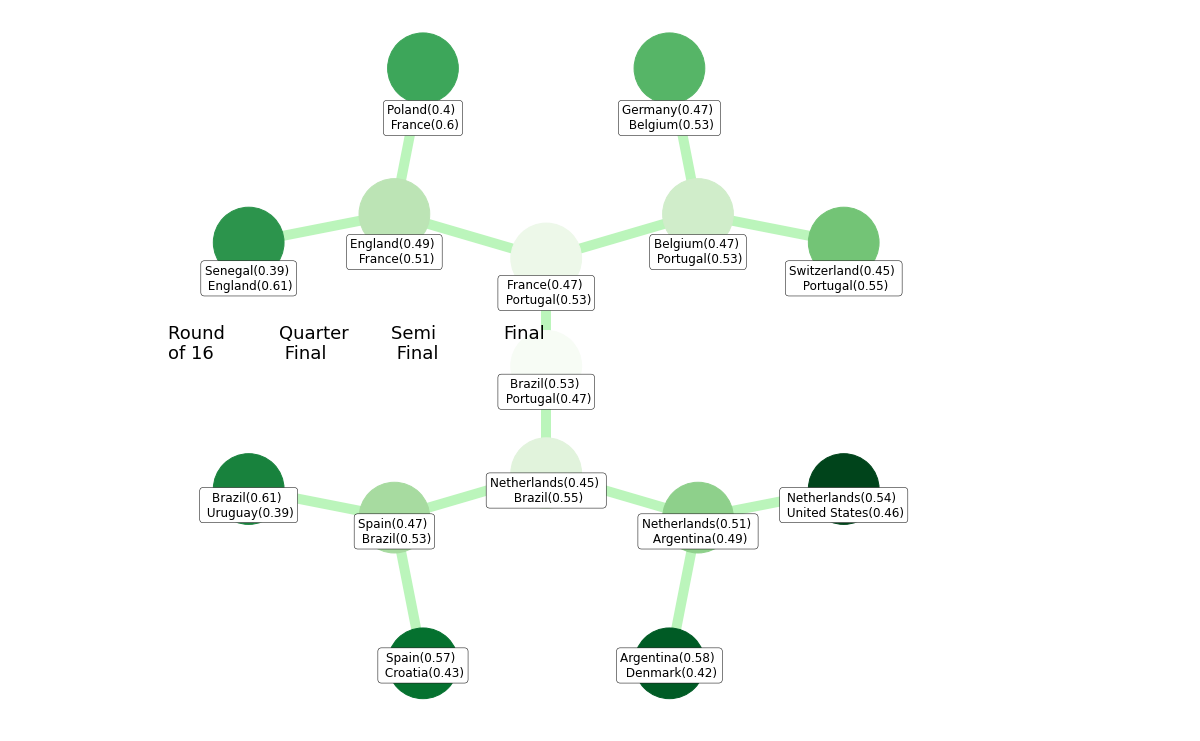 Poland(0.4)
France(0.6)
Germany(0.47)
Belgium(0.53)
England(0.49)
France(0.51)
Belgium(0.47)
Portugal(0.53)
Senegal(0.39)
England(0.61)
France(0.47)
Portugal(0.53)
Switzerland(0.45)
Portugal(0.55)
Round
of 16
Quarter
Final
Semi
Final
Final
Brazil(0.53)
Portugal(0.47)
Brazil(0.61)
Uruguay(0.39)
Netherlands(0.45)
Brazil(0.55)
Netherlands(0.54)
United States(0.46)
Spain(0.47)
Brazil(0.53)
Netherlands(0.51)
Argentina(0.49)
Spain(0.57)
Croatia(0.43)
Argentina(0.58)
Denmark(0.42)